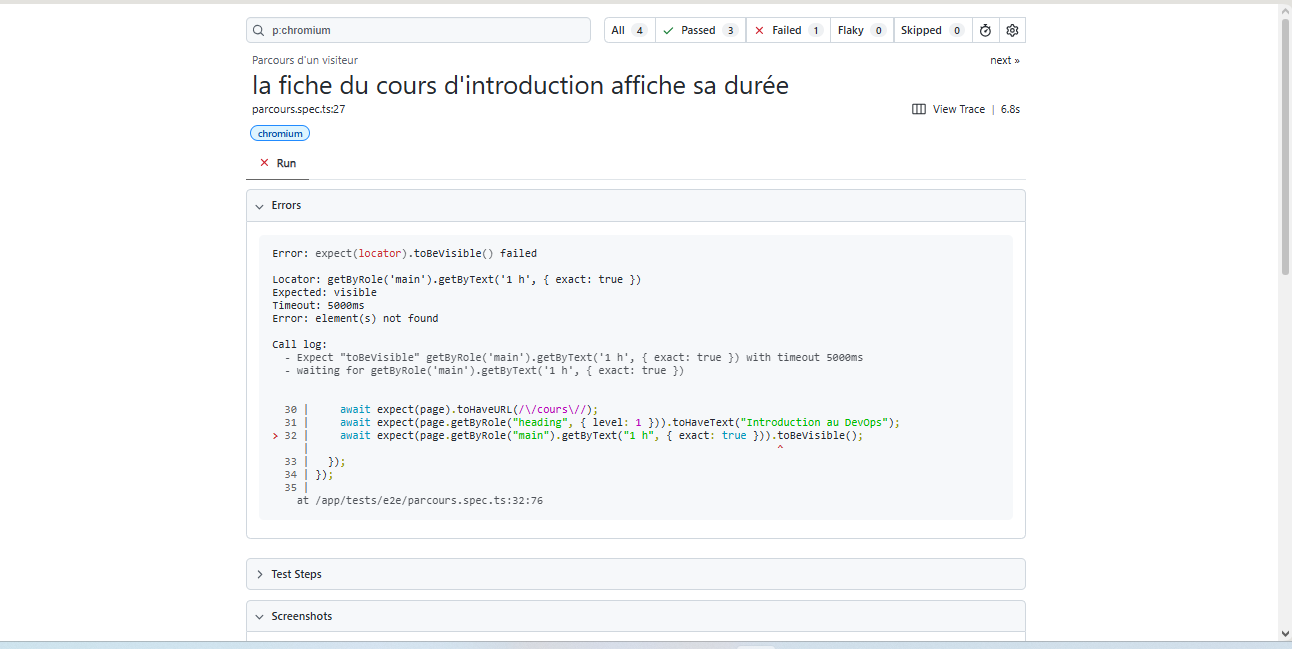 p:chromium
All 4 Passed 3 Failed 1 Flaky 0 Skipped 0
Parcours d'un visiteur
next »
la fiche du cours d'introduction affiche sa durée
parcours.spec.ts:27
View Trace | 6.8s
chromium
Run
Errors
Error: expect(locator).toBeVisible() failed
Locator: getByRole('main').getByText('1 h', { exact: true })
Expected: visible
Timeout: 5000ms
Error: element(s) not found
Call log:
- Expect "toBeVisible" getByRole('main').getByText('1 h', { exact: true }) with timeout 5000ms
- waiting for getByRole('main').getByText('1 h', { exact: true })
30 | await expect(page).toHaveURL(/\/cours\//);
31 | await expect(page.getByRole("heading", { level: 1 })).toHaveText("Introduction au DevOps");
> 32 | await expect(page.getByRole("main").getByText("1 h", { exact: true })).toBeVisible();
| ^
33 | });
34 | });
35 |
at /app/tests/e2e/parcours.spec.ts:32:76
Test Steps
Screenshots